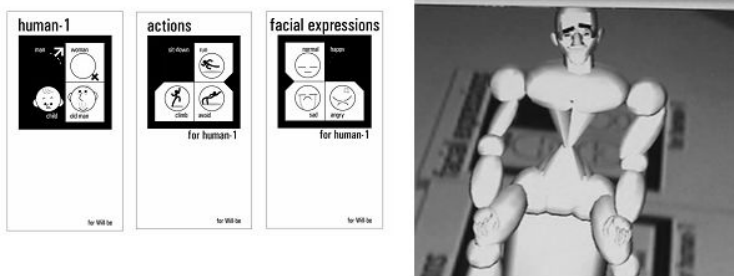 human-1
man woman
child old man
for Will-be
actions
sit-down run
climb avoid
for human-1
for Will-be
facial expressions
normal happy
sad angry
for human-1
for Will-be